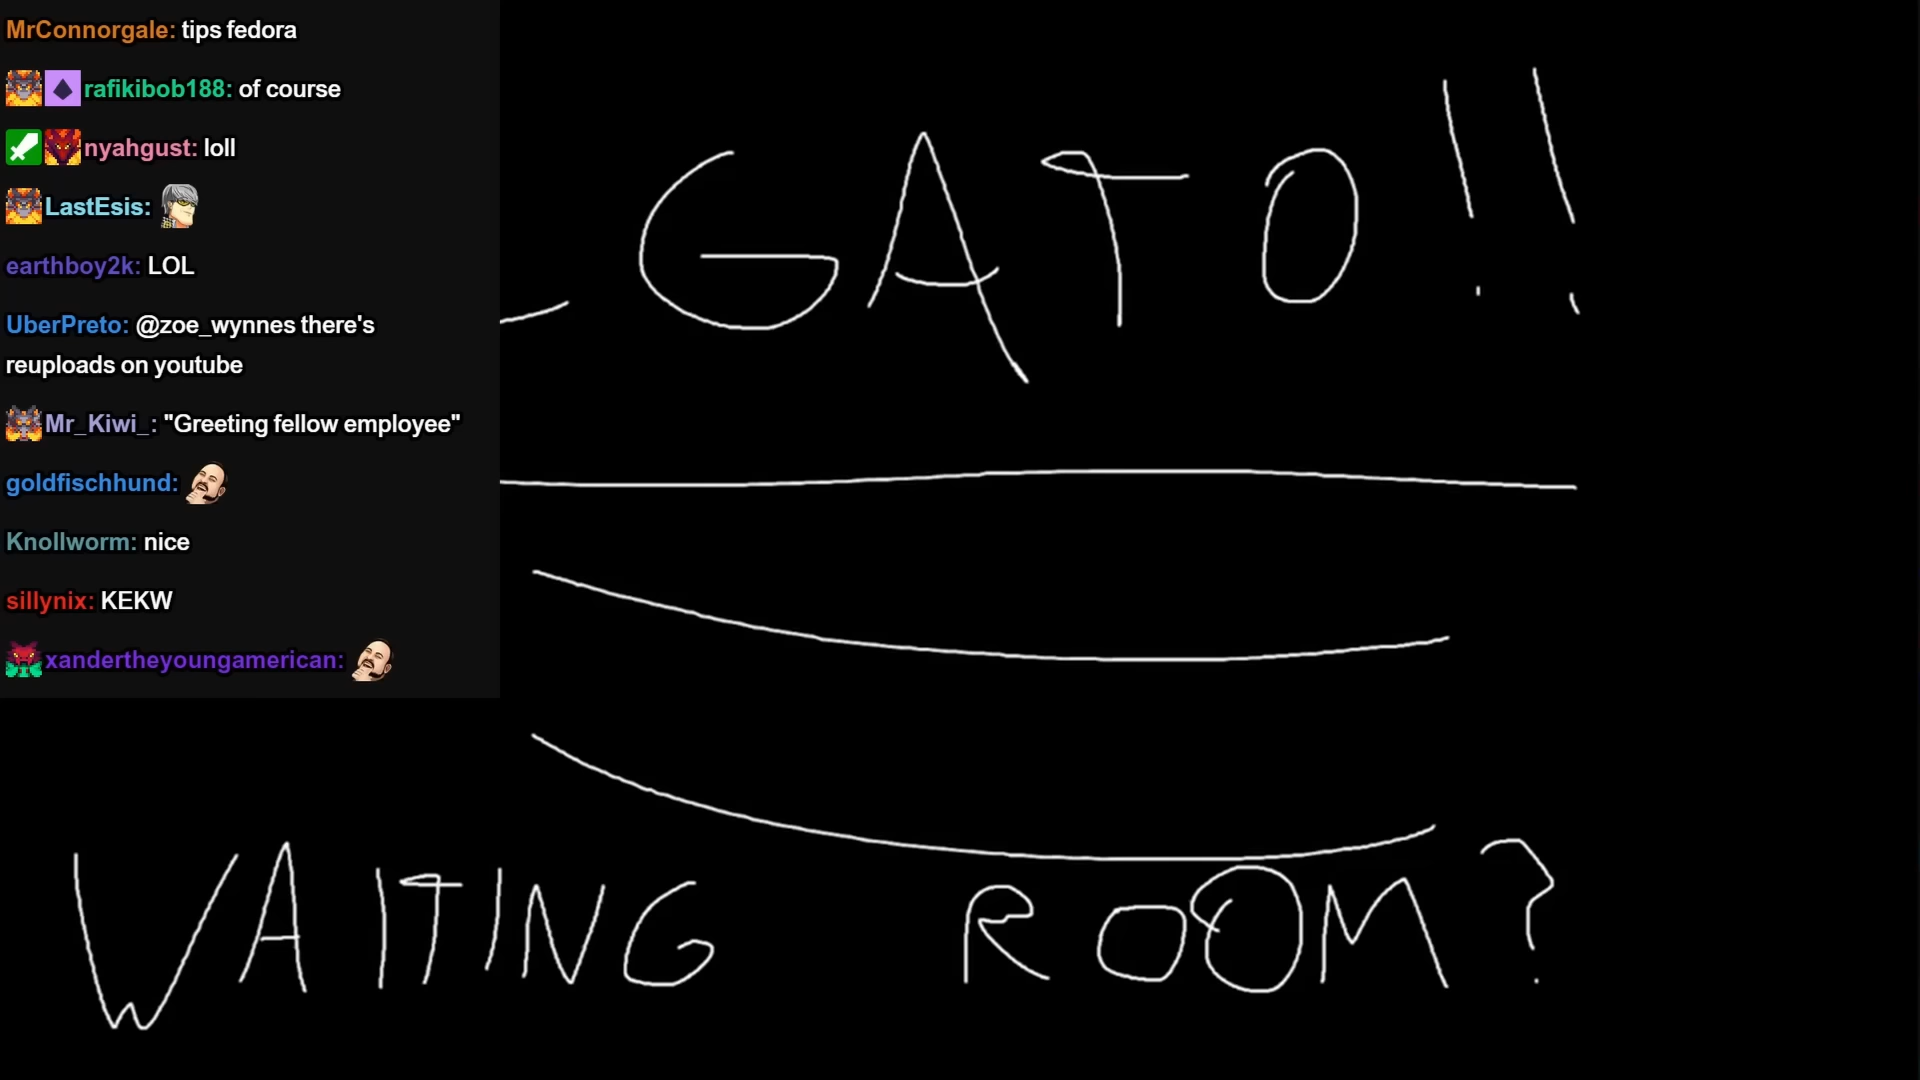 MrConnorgale: tips fedora
rafikibob188: of course
nyahgust: loll
LastEsis:
earthboy2k: LOL
UberPreto: @zoe_wynnes there's
reuploads on youtube
Mr_Kiwi_: "Greeting fellow employee"
goldfischhund:
Knollworm: nice
sillynix: KEKW
xandertheyoungamerican:
GATO!!
WAITING ROOM?